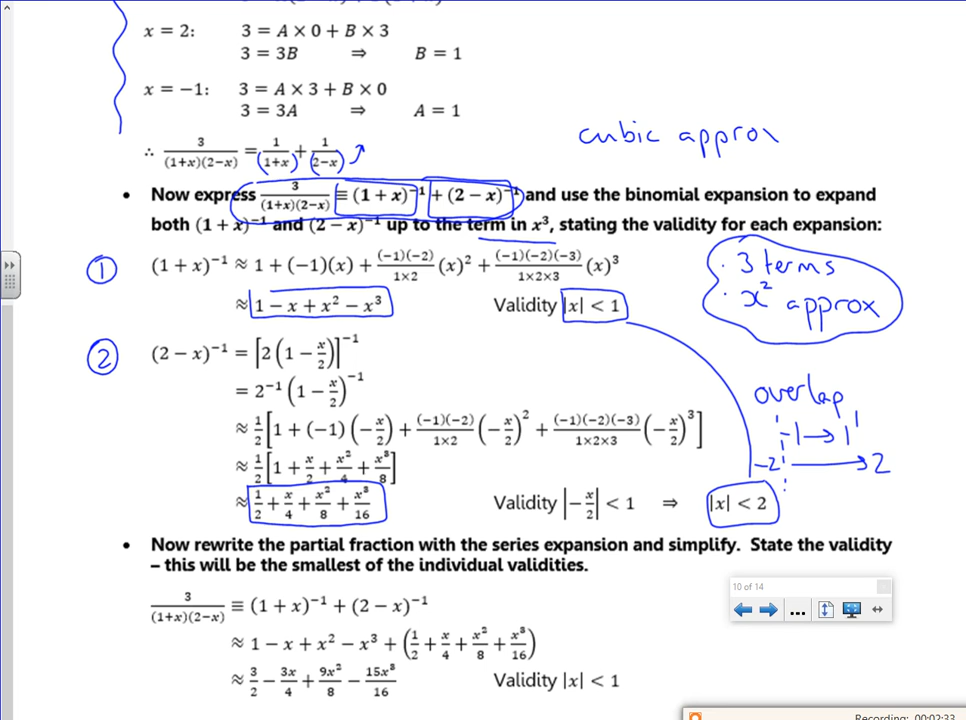 x = 2: 3 = A × 0 + B × 3
3 = 3B ⇒ B = 1
x = −1: 3 = A × 3 + B × 0
3 = 3A ⇒ A = 1
cubic approx
∴ 3/((1+x)(2−x)) = 1/(1+x) + 1/(2−x)
• Now express 3/((1+x)(2−x)) ≡ (1 + x)⁻¹ + (2 − x)⁻¹ and use the binomial expansion to expand
both (1 + x)⁻¹ and (2 − x)⁻¹ up to the term in x³, stating the validity for each expansion:
① (1 + x)⁻¹ ≈ 1 + (−1)(x) + (−1)(−2)/(1×2) (x)² + (−1)(−2)(−3)/(1×2×3) (x)³
· 3 terms
· x² approx
≈ 1 − x + x² − x³ Validity |x| < 1
② (2 − x)⁻¹ = [2(1 − x/2)]⁻¹
= 2⁻¹(1 − x/2)⁻¹
overlap
≈ 1/2[1 + (−1)(−x/2) + (−1)(−2)/(1×2) (−x/2)² + (−1)(−2)(−3)/(1×2×3) (−x/2)³]
-1 → 1
≈ 1/2[1 + x/2 + x²/4 + x³/8]
-2 → 2
≈ 1/2 + x/4 + x²/8 + x³/16 Validity |−x/2| < 1 ⇒ |x| < 2
• Now rewrite the partial fraction with the series expansion and simplify. State the validity
– this will be the smallest of the individual validities.
10 of 14
3/((1+x)(2−x)) ≡ (1 + x)⁻¹ + (2 − x)⁻¹
...
≈ 1 − x + x² − x³ + (1/2 + x/4 + x²/8 + x³/16)
≈ 3/2 − 3x/4 + 9x²/8 − 15x³/16 Validity |x| < 1
Recording: 00:02:33